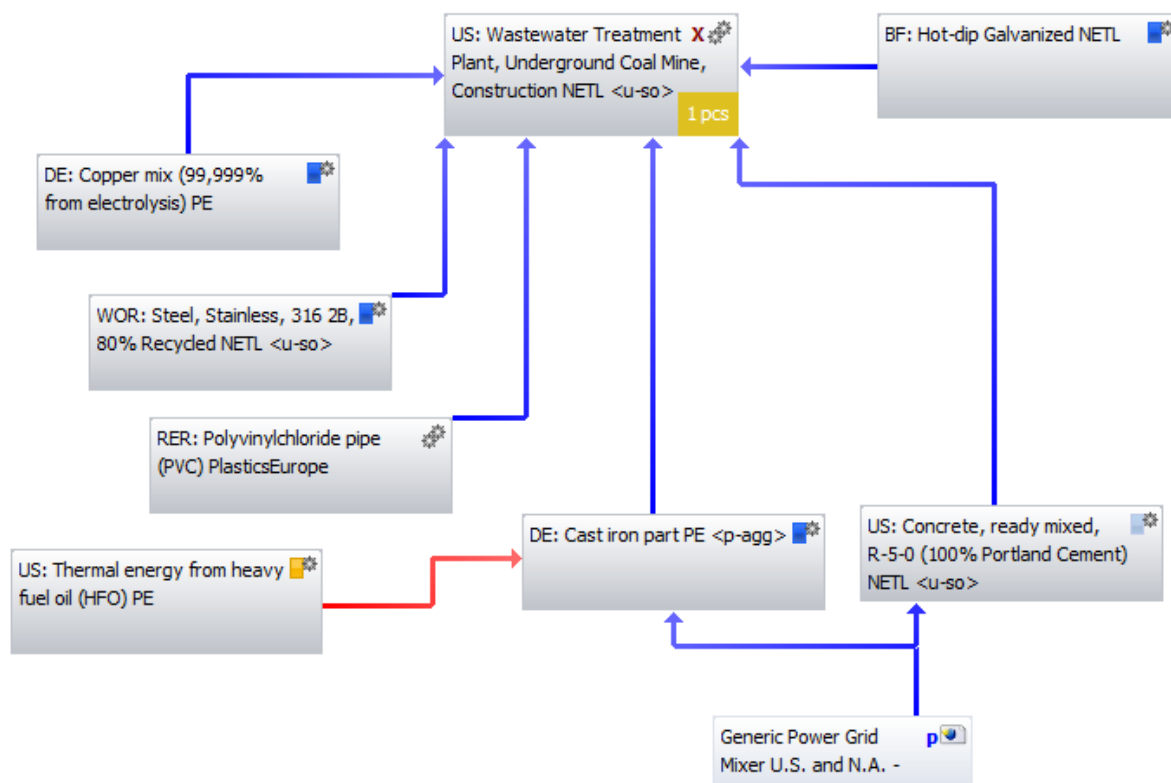 US: Wastewater Treatment X
Plant, Underground Coal Mine,
Construction NETL <u-so>
1 pcs
BF: Hot-dip Galvanized NETL
DE: Copper mix (99,999%
from electrolysis) PE
WOR: Steel, Stainless, 316 2B,
80% Recycled NETL <u-so>
RER: Polyvinylchloride pipe
(PVC) PlasticsEurope
DE: Cast iron part PE <p-agg>
US: Concrete, ready mixed,
R-5-0 (100% Portland Cement)
NETL <u-so>
US: Thermal energy from heavy
fuel oil (HFO) PE
Generic Power Grid p
Mixer U.S. and N.A. -